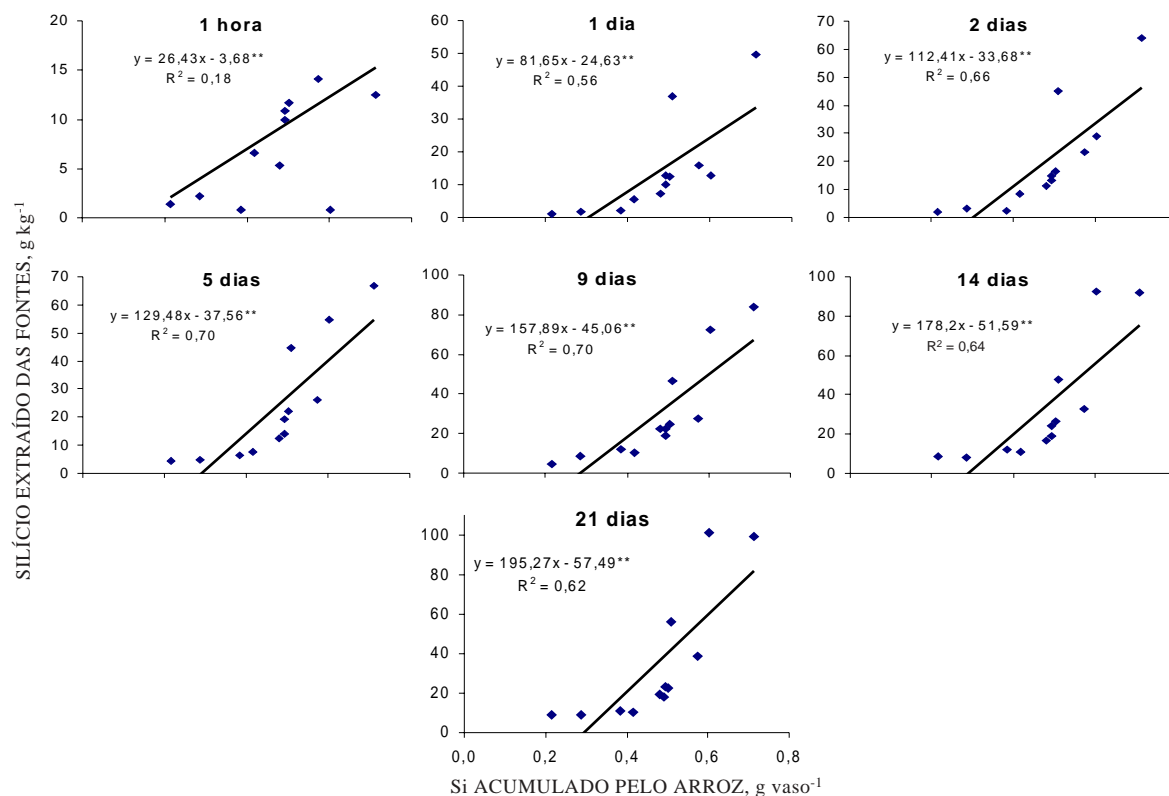 SILÍCIO EXTRAÍDO DAS FONTES, g kg-1
1 hora
y = 26,43x - 3,68**
R2 = 0,18
20
15
10
5
0
1 dia
y = 81,65x - 24,63**
R2 = 0,56
60
50
40
30
20
10
0
2 dias
y = 112,41x - 33,68**
R2 = 0,66
70
60
50
40
30
20
10
0
5 dias
y = 129,48x - 37,56**
R2 = 0,70
70
60
50
40
30
20
10
0
9 dias
y = 157,89x - 45,06**
R2 = 0,70
100
80
60
40
20
0
14 dias
y = 178,2x - 51,59**
R2 = 0,64
100
80
60
40
20
0
21 dias
y = 195,27x - 57,49**
R2 = 0,62
100
80
60
40
20
0
0,0 0,2 0,4 0,6 0,8
Si ACUMULADO PELO ARROZ, g vaso-1